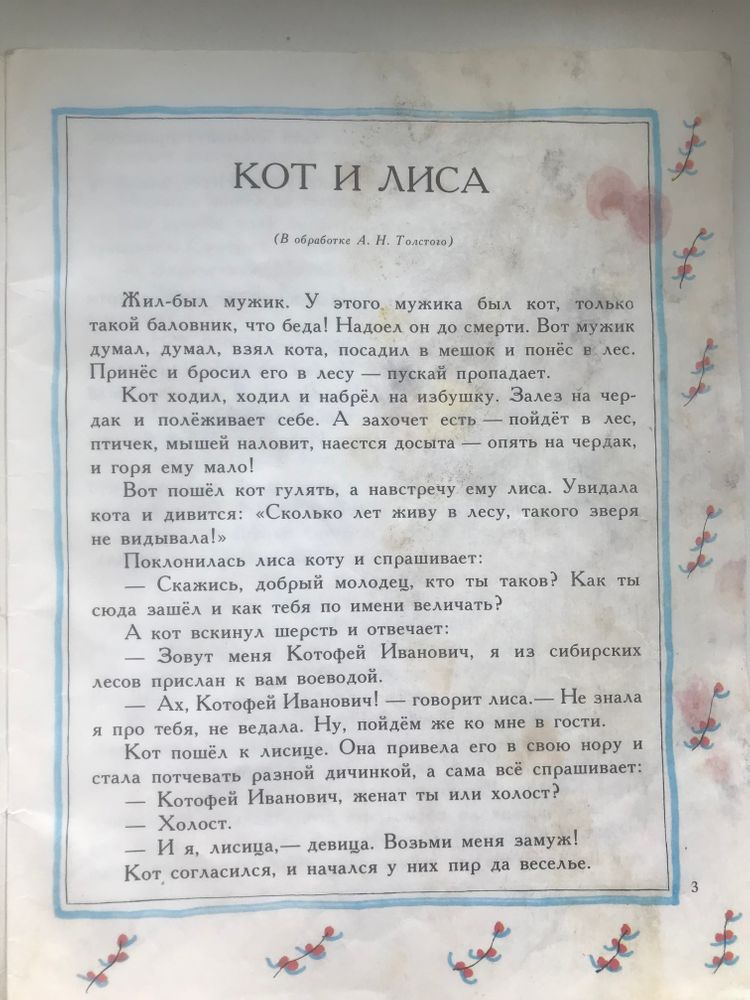 КОТ И ЛИСА
(В обработке А. Н. Толстого)
Жил-был мужик. У этого мужика был кот, только
такой баловник, что беда! Надоел он до смерти. Вот мужик
думал, думал, взял кота, посадил в мешок и понёс в лес.
Принёс и бросил его в лесу — пускай пропадает.
Кот ходил, ходил и набрёл на избушку. Залез на чер-
дак и полёживает себе. А захочет есть — пойдёт в лес,
птичек, мышей наловит, наестся досыта — опять на чердак,
и горя ему мало!
Вот пошёл кот гулять, а навстречу ему лиса. Увидала
кота и дивится: «Сколько лет живу в лесу, такого зверя
не видывала!»
Поклонилась лиса коту и спрашивает:
— Скажись, добрый молодец, кто ты таков? Как ты
сюда зашёл и как тебя по имени величать?
А кот вскинул шерсть и отвечает:
— Зовут меня Котофей Иванович, я из сибирских
лесов прислан к вам воеводой.
— Ах, Котофей Иванович! — говорит лиса.— Не знала
я про тебя, не ведала. Ну, пойдём же ко мне в гости.
Кот пошёл к лисице. Она привела его в свою нору и
стала потчевать разной дичинкой, а сама всё спрашивает:
— Котофей Иванович, женат ты или холост?
— Холост.
— И я, лисица,— девица. Возьми меня замуж!
Кот согласился, и начался у них пир да веселье.
3